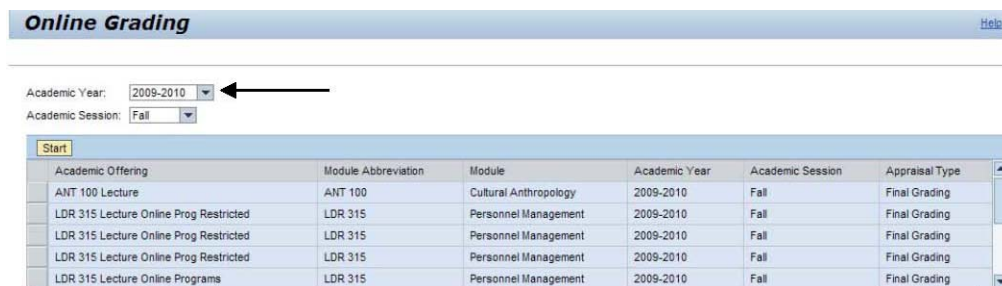 Online Grading Help
Academic Year: 2009-2010
Academic Session: Fall
Start
Academic Offering Module Abbreviation Module Academic Year Academic Session Appraisal Type
ANT 100 Lecture ANT 100 Cultural Anthropology 2009-2010 Fall Final Grading
LDR 315 Lecture Online Prog Restricted LDR 315 Personnel Management 2009-2010 Fall Final Grading
LDR 315 Lecture Online Prog Restricted LDR 315 Personnel Management 2009-2010 Fall Final Grading
LDR 315 Lecture Online Prog Restricted LDR 315 Personnel Management 2009-2010 Fall Final Grading
LDR 315 Lecture Online Programs LDR 315 Personnel Management 2009-2010 Fall Final Grading